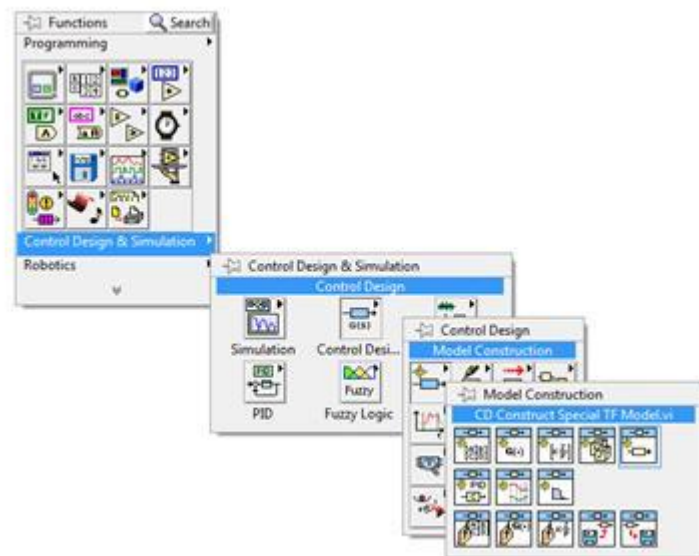 Functions
Search
Programming
Control Design & Simulation
Robotics
Control Design & Simulation
Control Design
Simulation
Control Desi...
PID
Fuzzy Logic
Control Design
Model Construction
Model Construction
CD Construct Special TF Model.vi